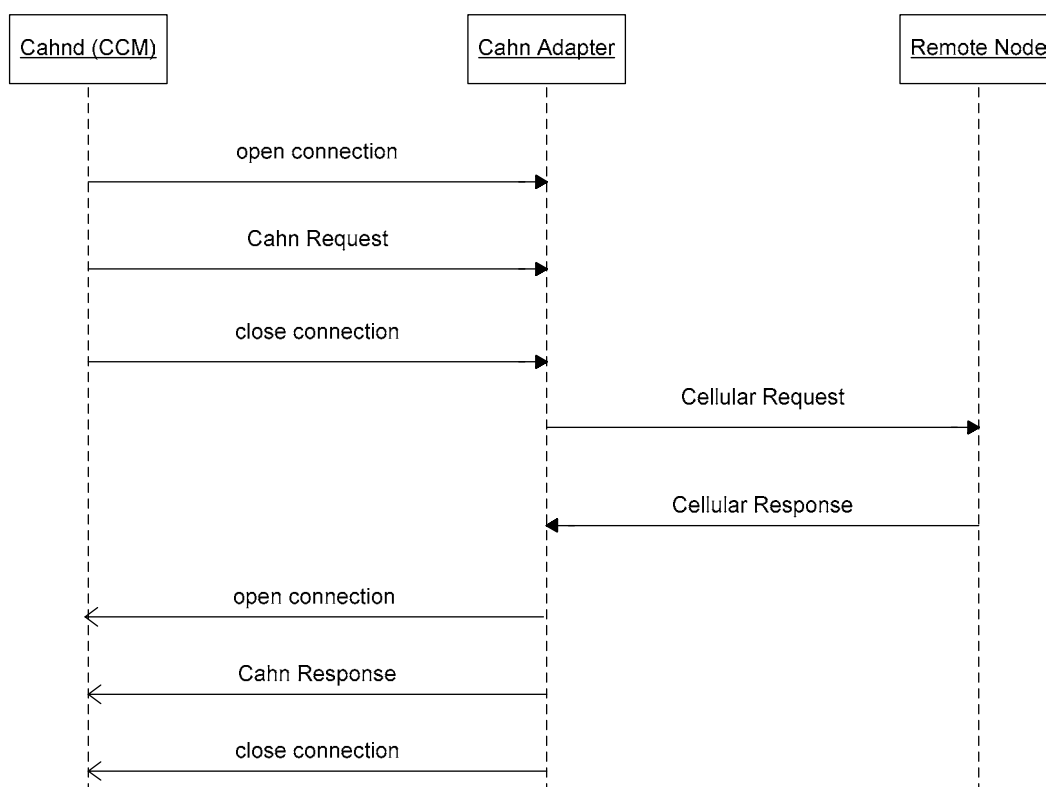 Cahnd (CCM)
Cahn Adapter
Remote Node
open connection
Cahn Request
close connection
Cellular Request
Cellular Response
open connection
Cahn Response
close connection